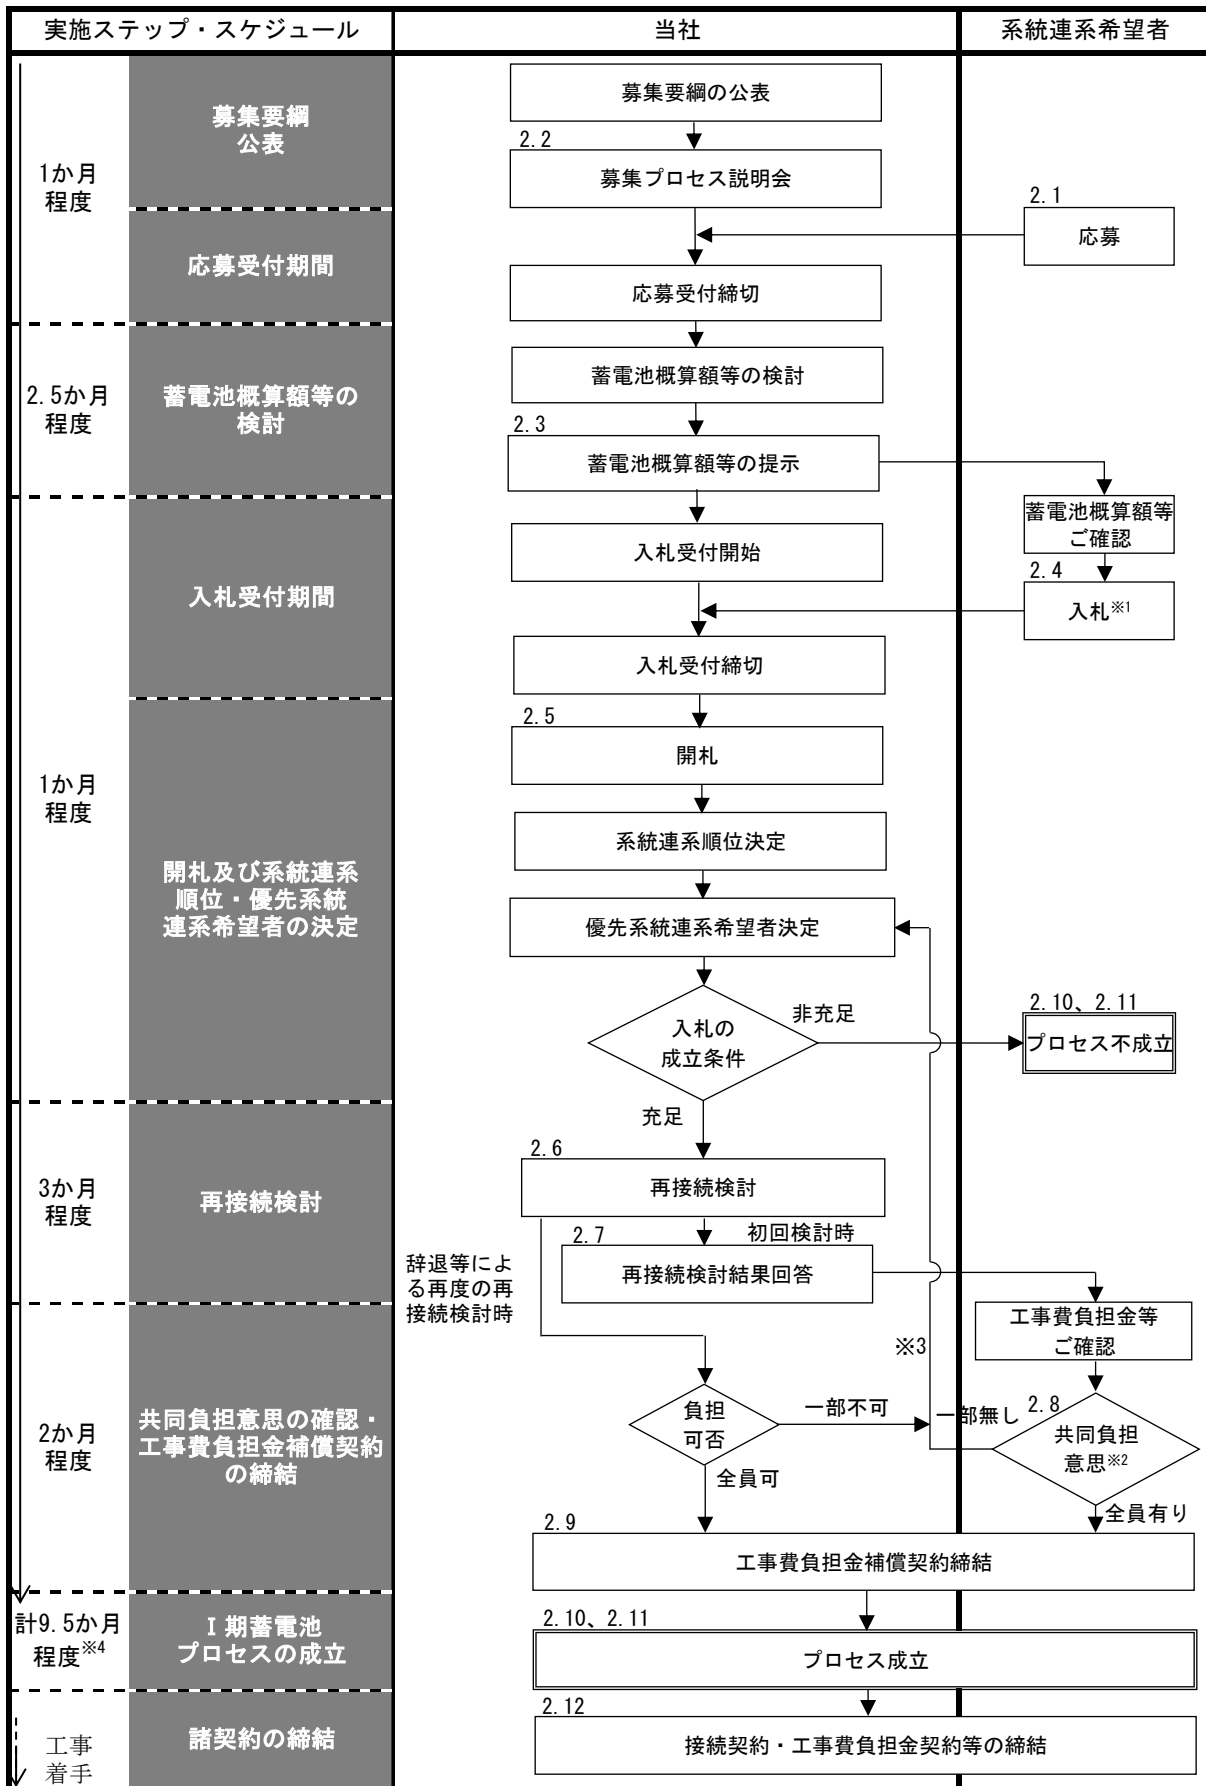 実施ステップ・スケジュール
当社
系統連系希望者
1か月
程度
募集要綱
公表
募集要綱の公表
2.2
募集プロセス説明会
2.1
応募
応募受付期間
応募受付締切
2.5か月
程度
蓄電池概算額等の
検討
蓄電池概算額等の検討
2.3
蓄電池概算額等の提示
蓄電池概算額等
ご確認
入札受付期間
入札受付開始
2.4
入札※1
入札受付締切
1か月
程度
開札及び系統連系
順位・優先系統
連系希望者の決定
2.5
開札
系統連系順位決定
優先系統連系希望者決定
入札の
成立条件
非充足
2.10、2.11
プロセス不成立
充足
3か月
程度
再接続検討
2.6
再接続検討
初回検討時
2.7
再接続検討結果回答
辞退等によ
る再度の再
接続検討時
工事費負担金等
ご確認
※3
2か月
程度
共同負担意思の確認・
工事費負担金補償契約
の締結
負担
可否
一部不可
一部無し
2.8
共同負担
意思※2
全員可
全員有り
2.9
工事費負担金補償契約締結
計9.5か月
程度※4
Ⅰ期蓄電池
プロセスの成立
2.10、2.11
プロセス成立
工事
着手
諸契約の締結
2.12
接続契約・工事費負担金契約等の締結